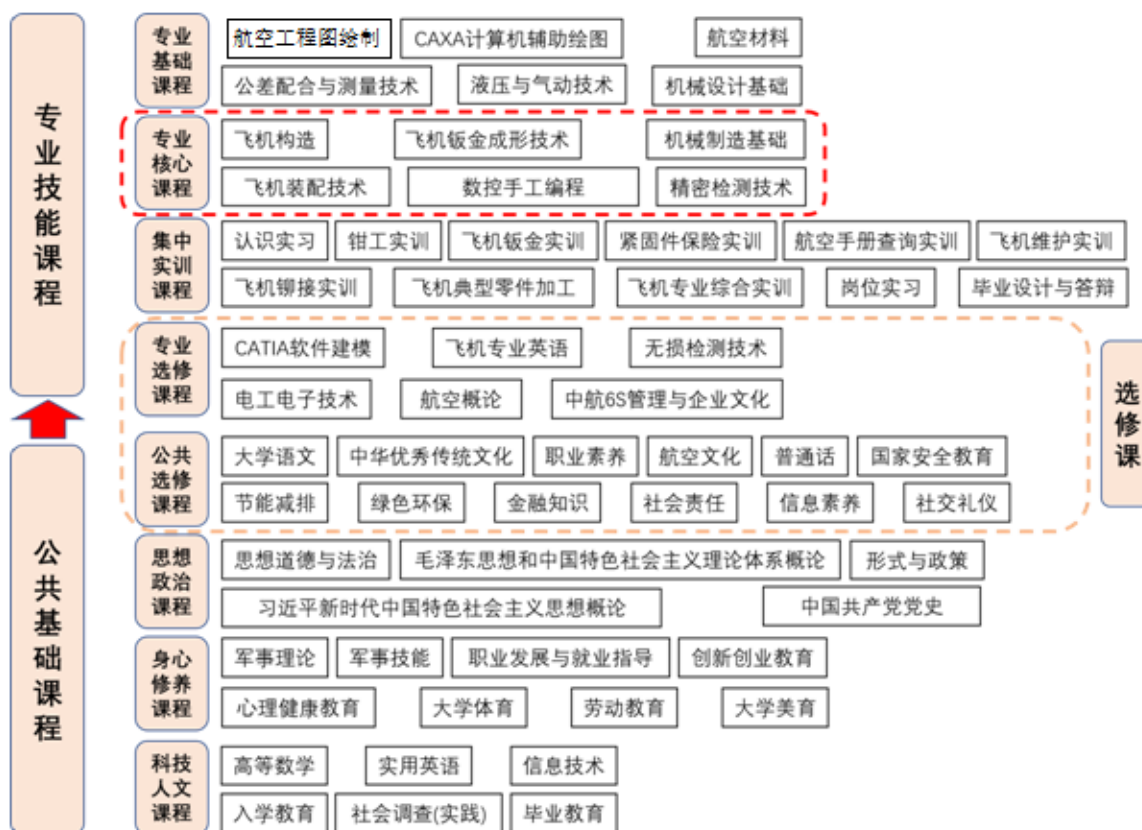 专业技能课程
专业基础课程
航空工程图绘制 CAXA计算机辅助绘图 航空材料
公差配合与测量技术 液压与气动技术 机械设计基础
专业核心课程
飞机构造 飞机钣金成形技术 机械制造基础
飞机装配技术 数控手工编程 精密检测技术
集中实训课程
认识实习 钳工实训 飞机钣金实训 紧固件保险实训 航空手册查询实训 飞机维护实训
飞机铆接实训 飞机典型零件加工 飞机专业综合实训 岗位实习 毕业设计与答辩
专业选修课程
CATIA软件建模 飞机专业英语 无损检测技术
电工电子技术 航空概论 中航6S管理与企业文化
选修课
公共基础课程
公共选修课程
大学语文 中华优秀传统文化 职业素养 航空文化 普通话 国家安全教育
节能减排 绿色环保 金融知识 社会责任 信息素养 社交礼仪
思想政治课程
思想道德与法治 毛泽东思想和中国特色社会主义理论体系概论 形式与政策
习近平新时代中国特色社会主义思想概论 中国共产党党史
身心修养课程
军事理论 军事技能 职业发展与就业指导 创新创业教育
心理健康教育 大学体育 劳动教育 大学美育
科技人文课程
高等数学 实用英语 信息技术
入学教育 社会调查(实践) 毕业教育